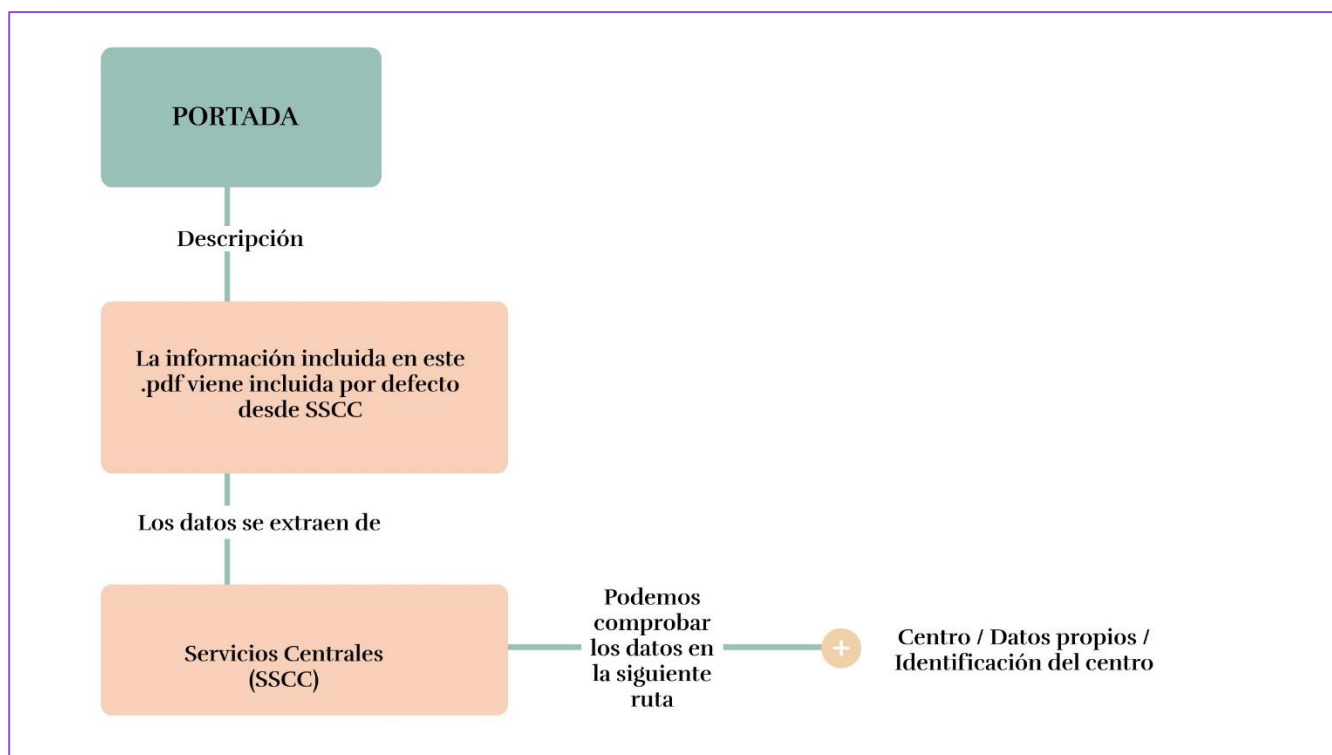 PORTADA
Descripción
La información incluida en este
.pdf viene incluida por defecto
desde SSCC
Los datos se extraen de
Servicios Centrales
(SSCC)
Podemos
comprobar
los datos en
la siguiente
ruta
+
Centro / Datos propios /
Identificación del centro